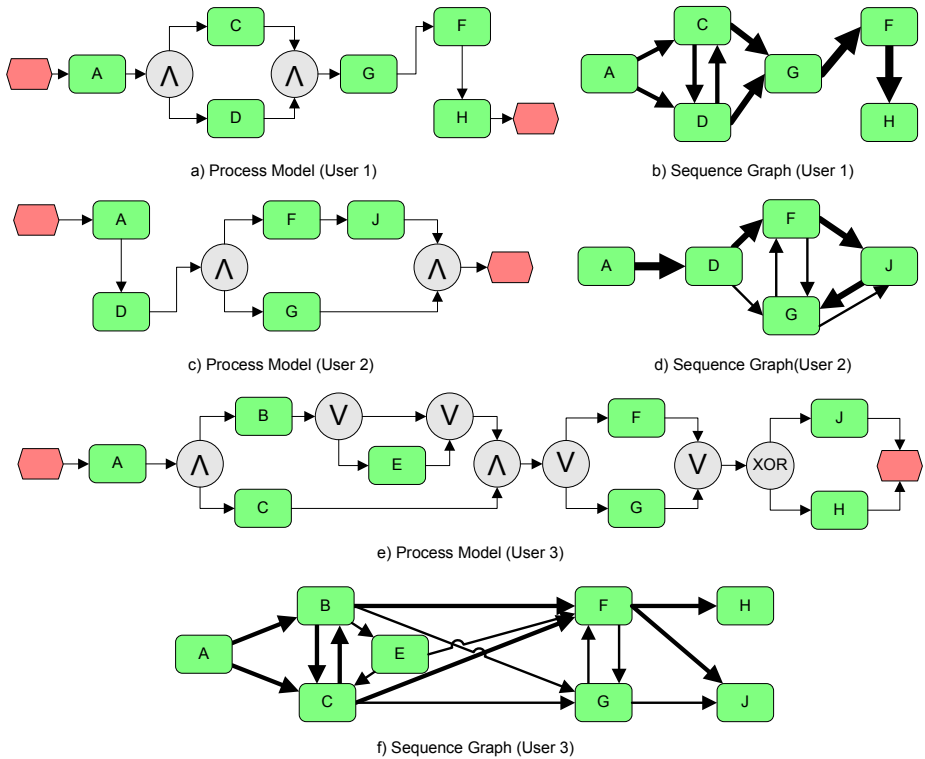 C
F
A
Λ
Λ
G
D
H
a) Process Model (User 1)
C
F
A
G
D
H
b) Sequence Graph (User 1)
A
F
J
Λ
Λ
D
G
c) Process Model (User 2)
F
A
D
J
G
d) Sequence Graph(User 2)
B
V
V
F
J
A
Λ
E
Λ
V
V
XOR
C
G
H
e) Process Model (User 3)
B
F
H
A
E
C
G
J
f) Sequence Graph (User 3)